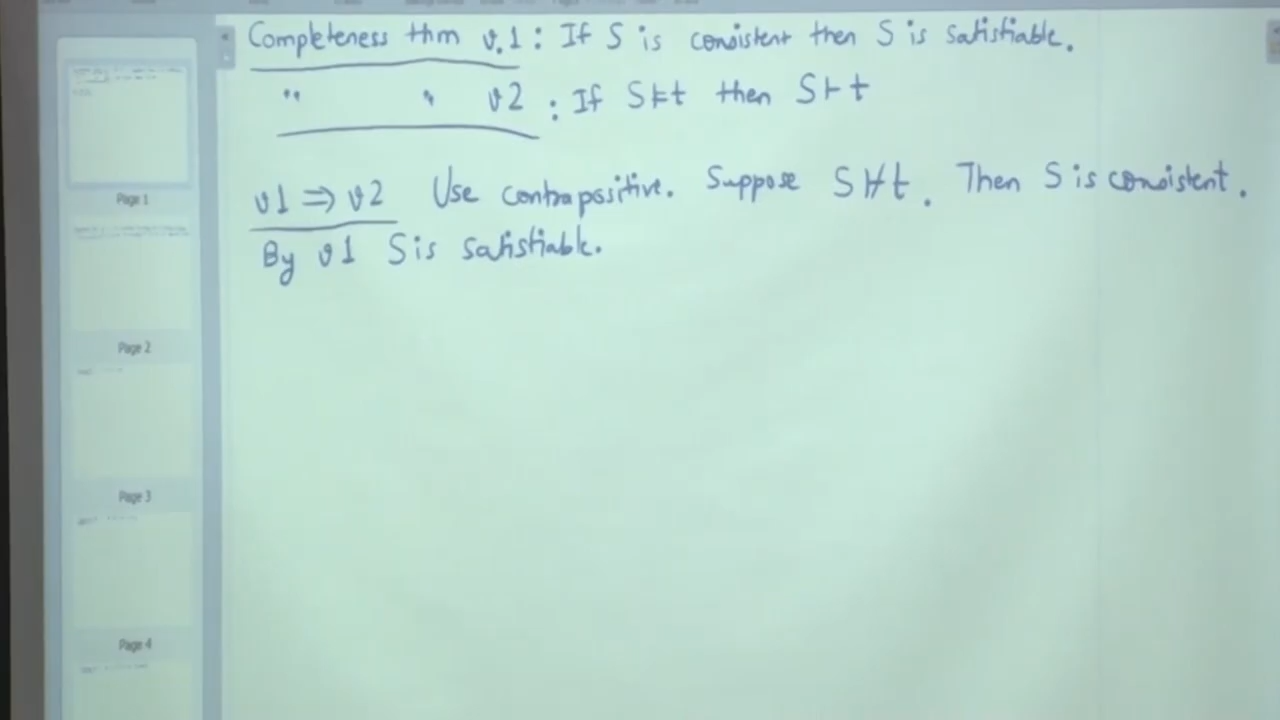 Completeness thm v.1 : If S is consistent then S is satisfiable.
" " v2 : If S ⊨ t then S ⊢ t
v1 ⇒ v2 Use contrapositive. Suppose S ⊬ t. Then S is consistent.
By v1 S is satisfiable.
Page 1
Page 2
Page 3
Page 4